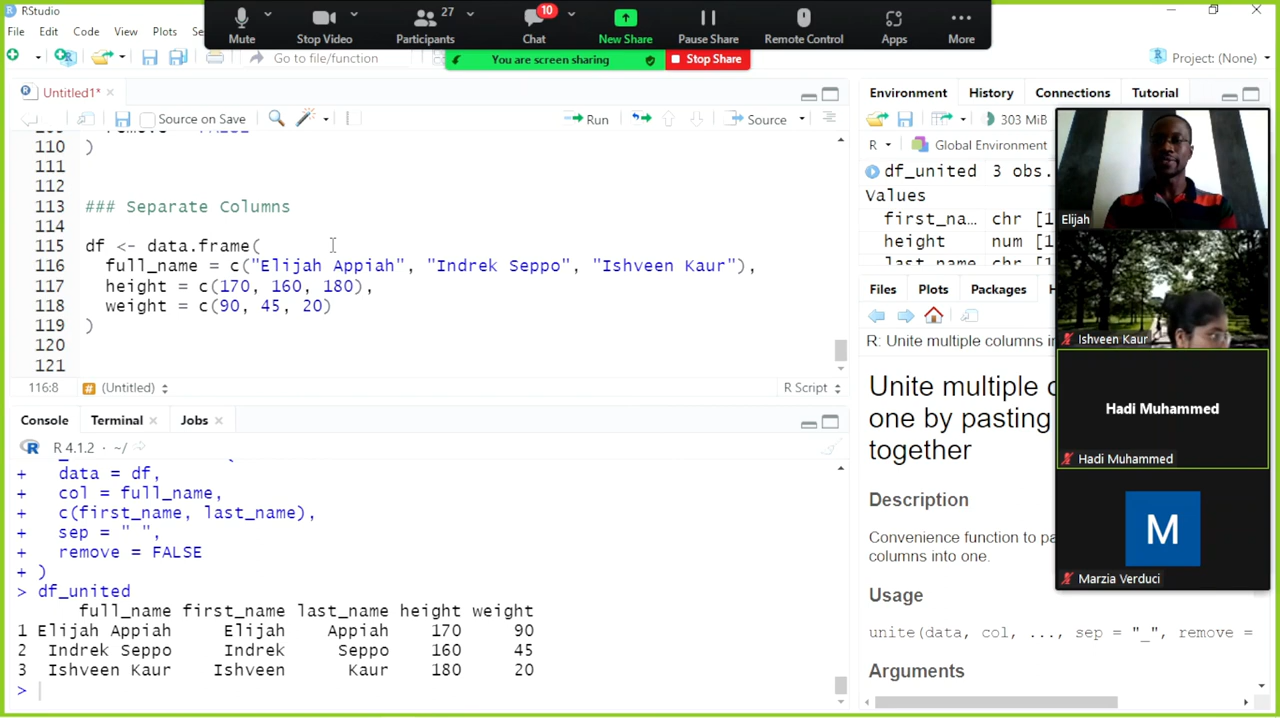 RStudio
File Edit Code View Plots
Mute
Stop Video
27
Participants
10
Chat
New Share
Pause Share
Remote Control
Apps
More
You are screen sharing
Stop Share
Go to file/function
Project: (None)
Untitled1*
Source on Save
Run
Source
110 )
111
112
113 ### Separate Columns
114
115 df <- data.frame(
116 full_name = c("Elijah Appiah", "Indrek Seppo", "Ishveen Kaur"),
117 height = c(170, 160, 180),
118 weight = c(90, 45, 20)
119 )
120
121
116:8 (Untitled) R Script
Console Terminal Jobs
R 4.1.2 · ~/
+ data = df,
+ col = full_name,
+ c(first_name, last_name),
+ sep = " ",
+ remove = FALSE
+ )
> df_united
full_name first_name last_name height weight
1 Elijah Appiah Elijah Appiah 170 90
2 Indrek Seppo Indrek Seppo 160 45
3 Ishveen Kaur Ishveen Kaur 180 20
>
Environment History Connections Tutorial
303 MiB
R Global Environment
df_united 3 obs.
Values
first_na… chr [1
height num [1
Files Plots Packages
R: Unite multiple columns i
Unite multiple c
one by pasting
together
Description
Convenience function to pa
columns into one.
Usage
unite(data, col, ..., sep = "_", remove =
Arguments
Elijah
Ishveen Kaur
Hadi Muhammed
Hadi Muhammed
M
Marzia Verduci